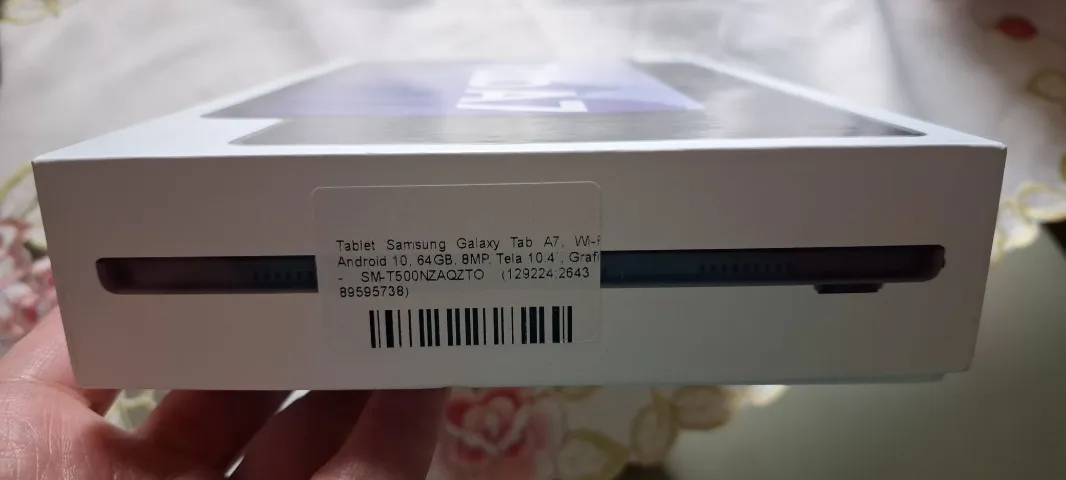 Tablet Samsung Galaxy Tab A7, Wi-F
Android 10, 64GB, 8MP, Tela 10.4´, Grafi
- SM-T500NZAQZTO (129224:2643
89595738)